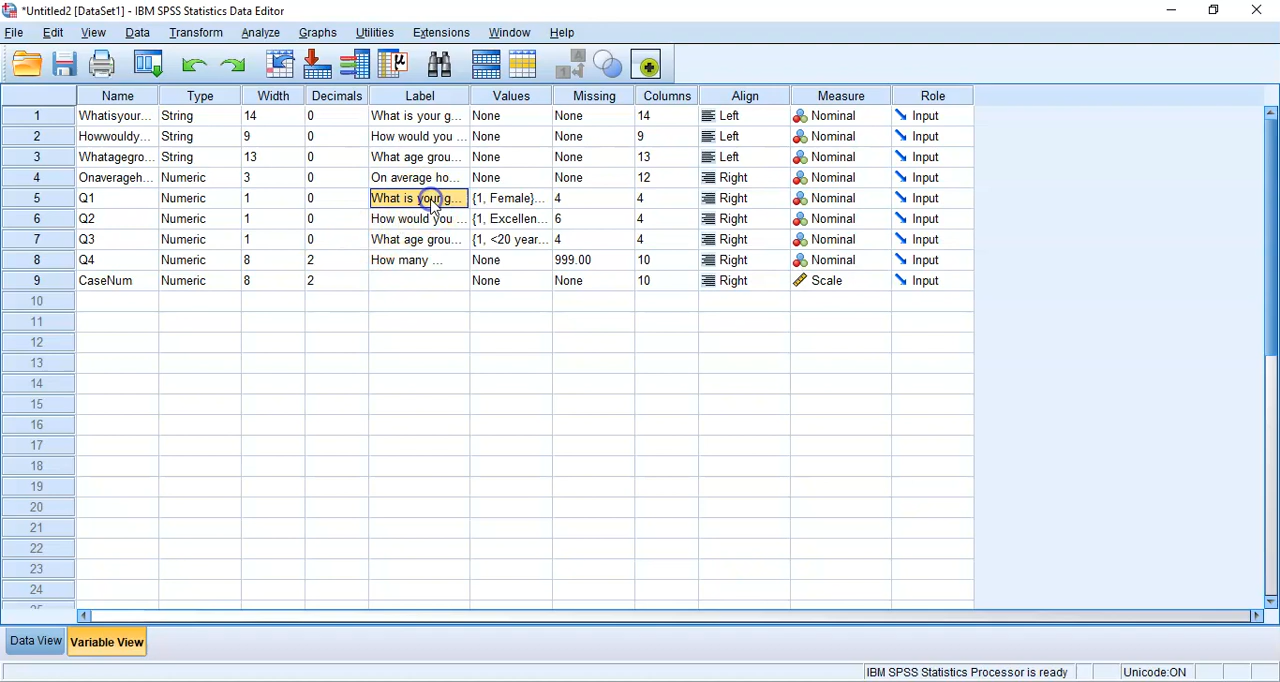 *Untitled2 [DataSet1] - IBM SPSS Statistics Data Editor
File Edit View Data Transform Analyze Graphs Utilities Extensions Window Help
Name Type Width Decimals Label Values Missing Columns Align Measure Role
1 Whatisyour... String 14 0 What is your g... None None 14 Left Nominal Input
2 Howwouldy... String 9 0 How would you ... None None 9 Left Nominal Input
3 Whatagegro... String 13 0 What age grou... None None 13 Left Nominal Input
4 Onaverageh... Numeric 3 0 On average ho... None None 12 Right Nominal Input
5 Q1 Numeric 1 0 What is your g... {1, Female}... 4 4 Right Nominal Input
6 Q2 Numeric 1 0 How would you ... {1, Excellen... 6 4 Right Nominal Input
7 Q3 Numeric 1 0 What age grou... {1, <20 year... 4 4 Right Nominal Input
8 Q4 Numeric 8 2 How many ... None 999.00 10 Right Nominal Input
9 CaseNum Numeric 8 2 None None 10 Right Scale Input
10
11
12
13
14
15
16
17
18
19
20
21
22
23
24
25
Data View Variable View
IBM SPSS Statistics Processor is ready Unicode:ON